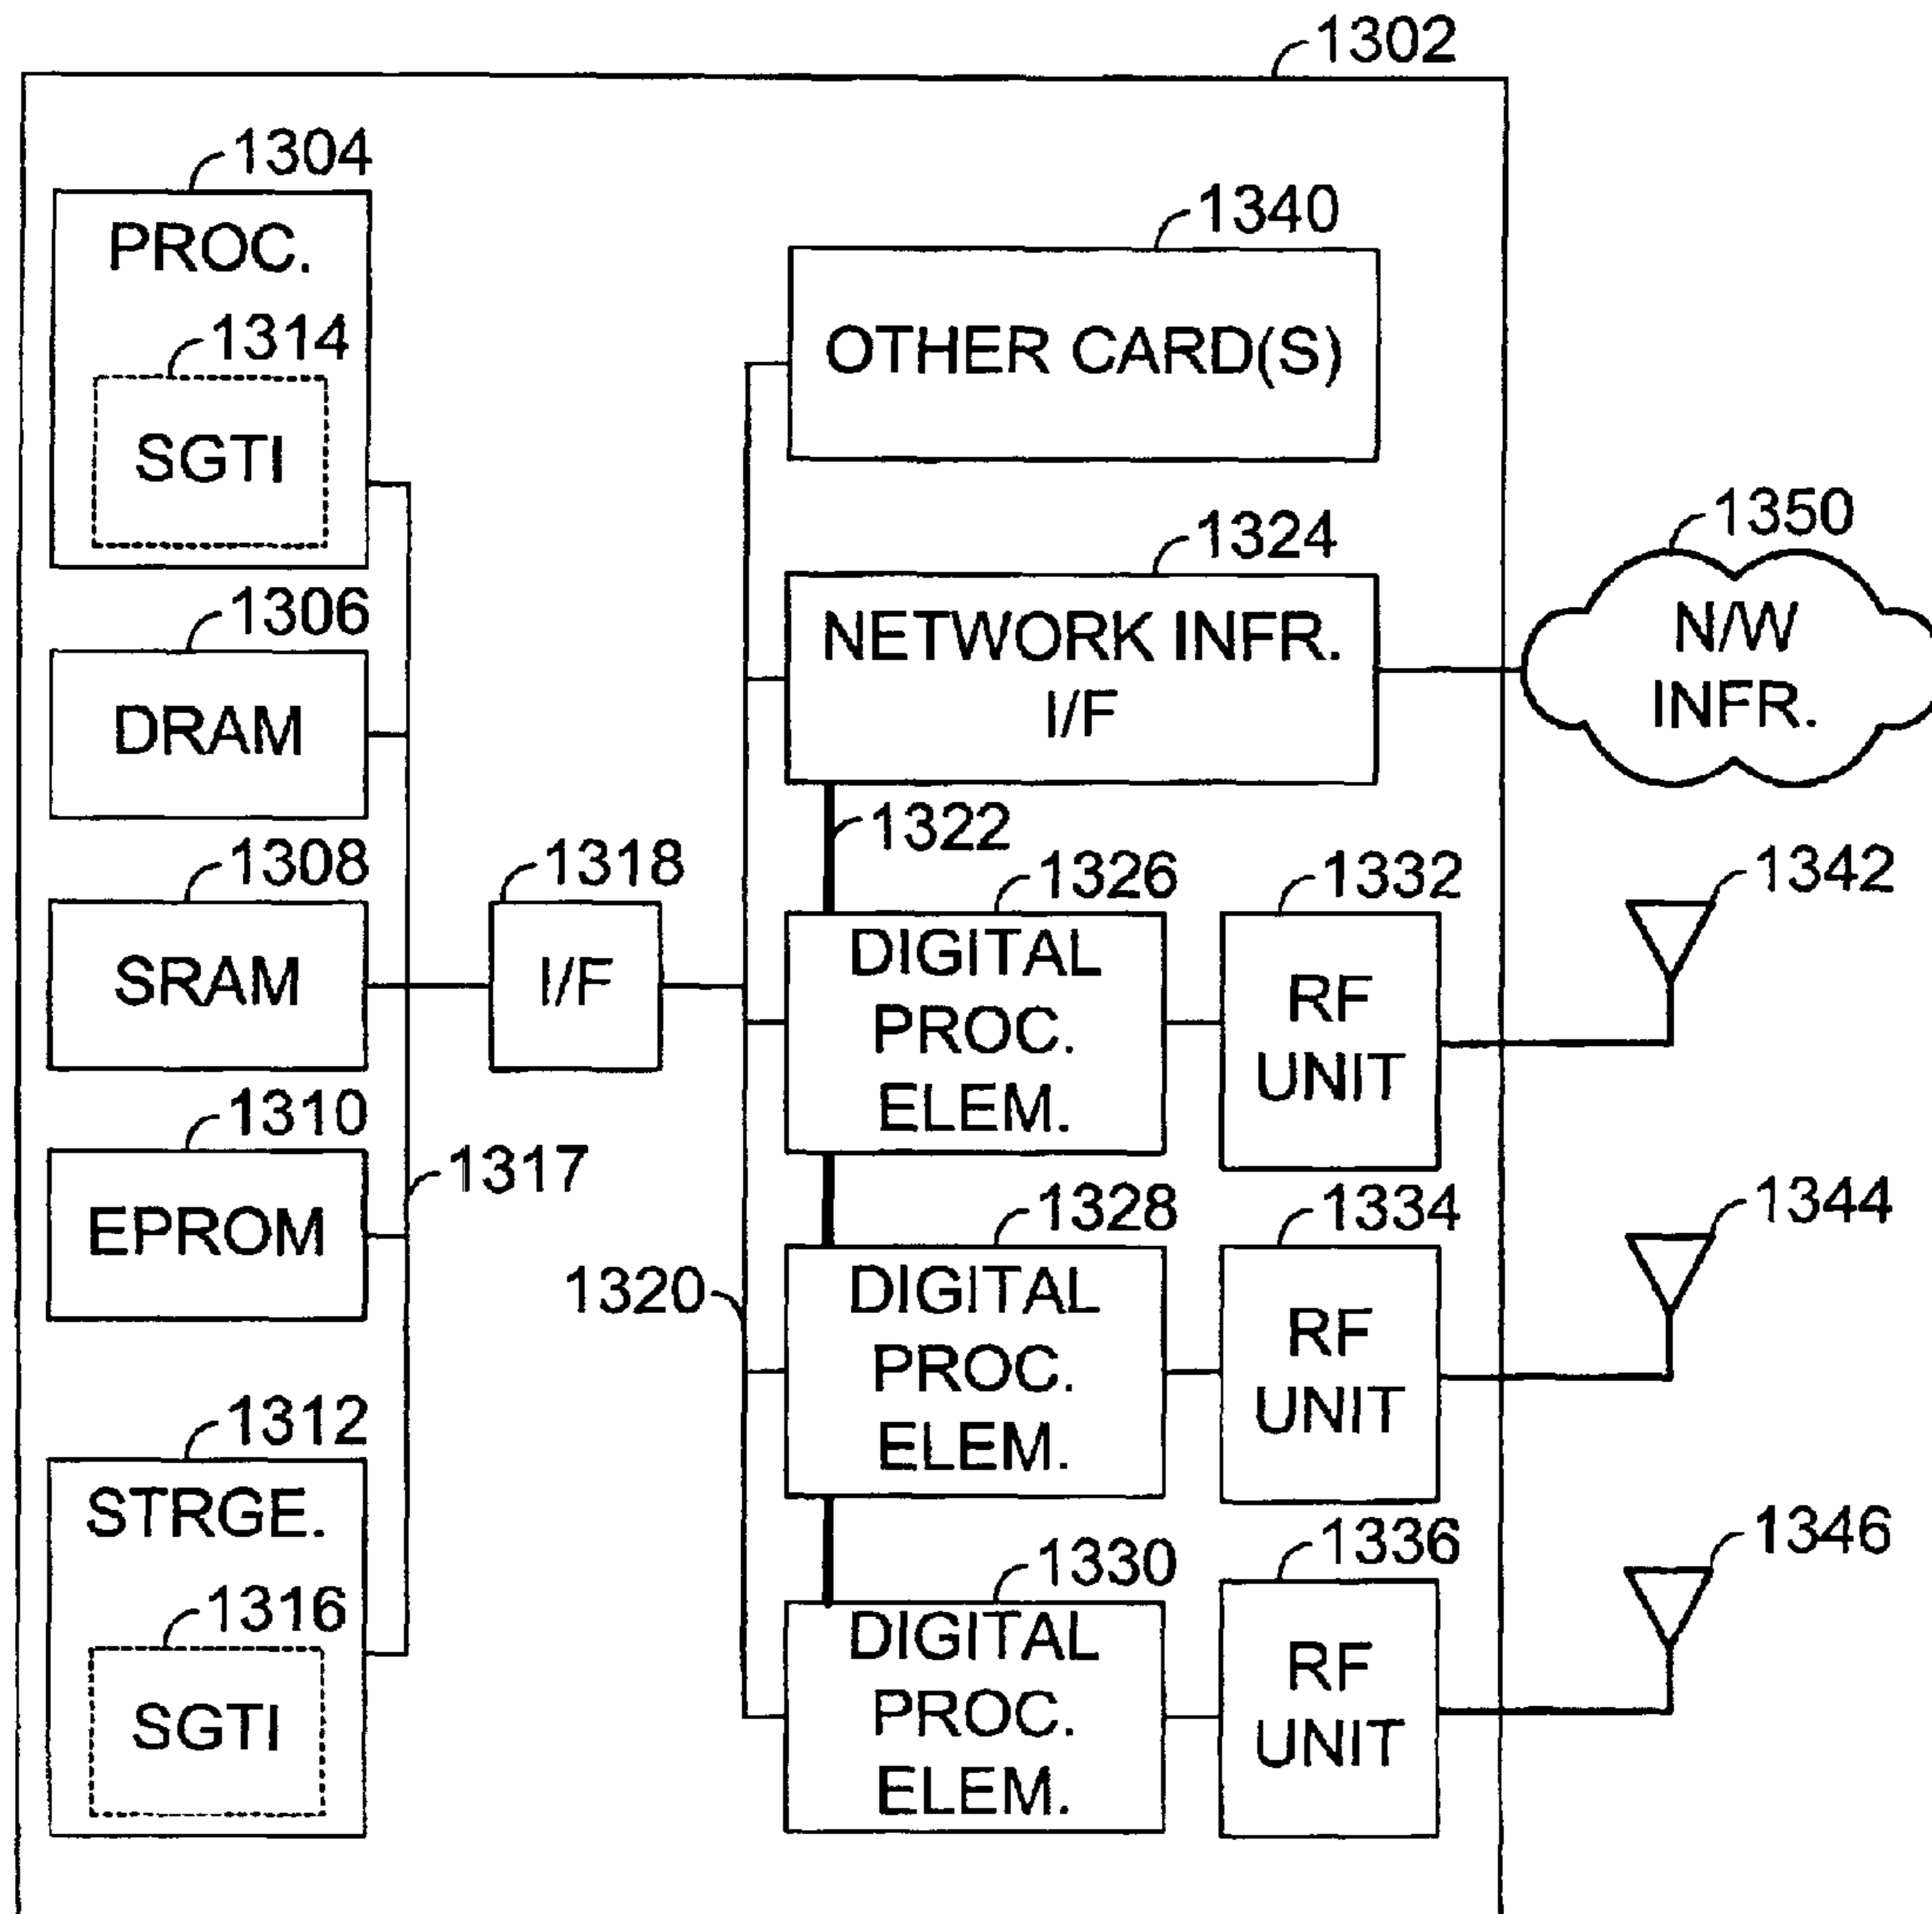 1302
1304
PROC.
1314
SGTI
1306
DRAM
1308
SRAM
1310
EPROM
1317
1312
STRGE.
1316
SGTI
1318
I/F
1320
1340
OTHER CARD(S)
1324
NETWORK INFR.
I/F
1350
N/W
INFR.
1322
1326
DIGITAL
PROC.
ELEM.
1332
RF
UNIT
1342
1328
DIGITAL
PROC.
ELEM.
1334
RF
UNIT
1344
1330
DIGITAL
PROC.
ELEM.
1336
RF
UNIT
1346